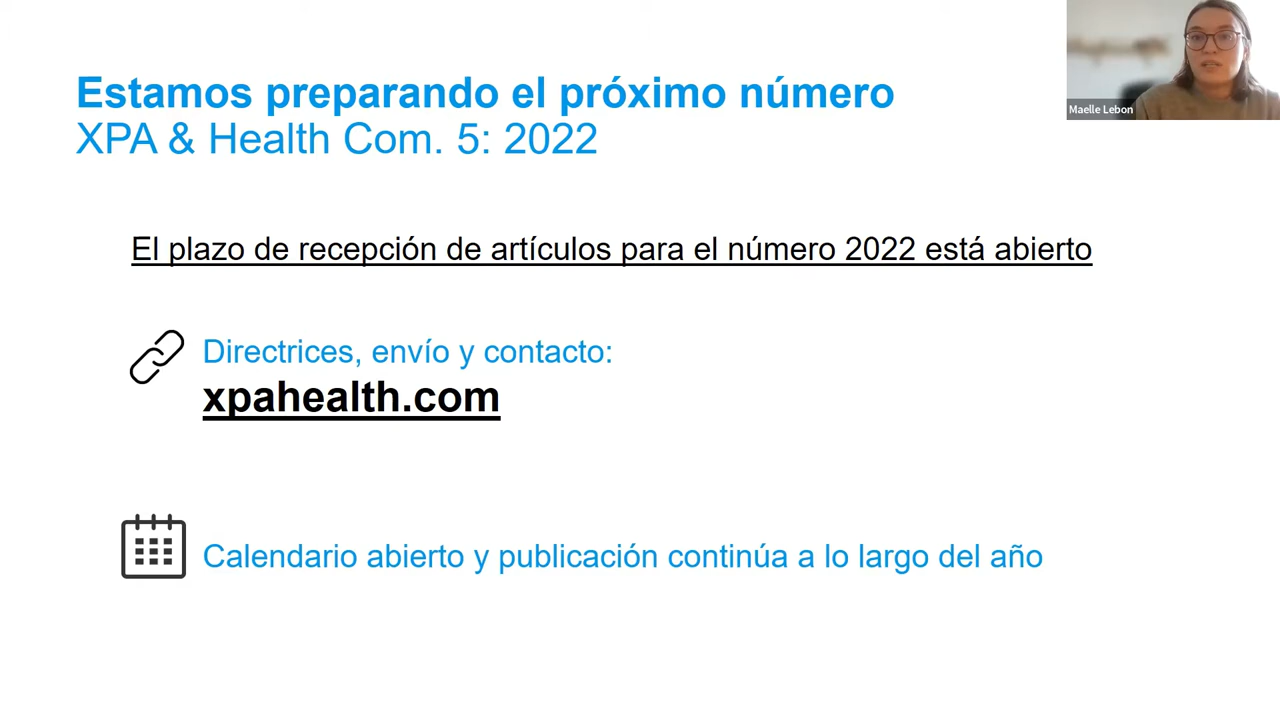 Estamos preparando el próximo número
XPA & Health Com. 5: 2022
Maelle Lebon
El plazo de recepción de artículos para el número 2022 está abierto
Directrices, envío y contacto:
xpahealth.com
Calendario abierto y publicación continúa a lo largo del año